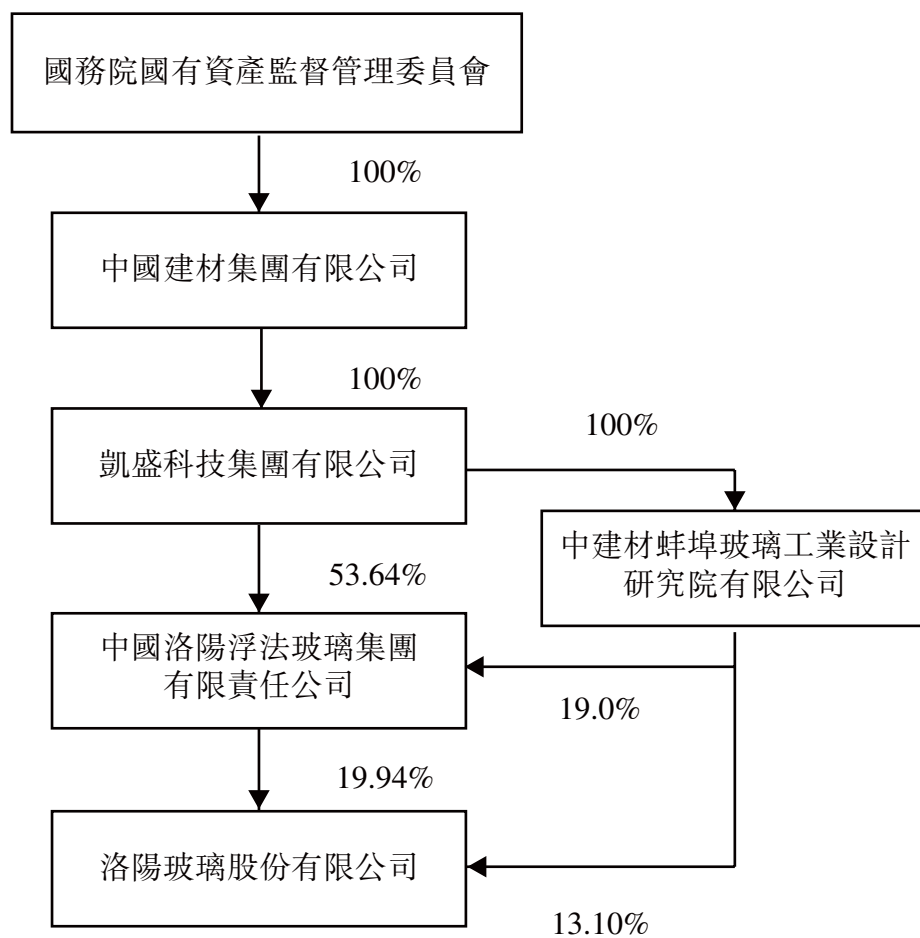 國務院國有資產監督管理委員會
100%
中國建材集團有限公司
100%
凱盛科技集團有限公司
100%
中建材蚌埠玻璃工業設計
研究院有限公司
53.64%
中國洛陽浮法玻璃集團
有限責任公司
19.0%
19.94%
洛陽玻璃股份有限公司
13.10%